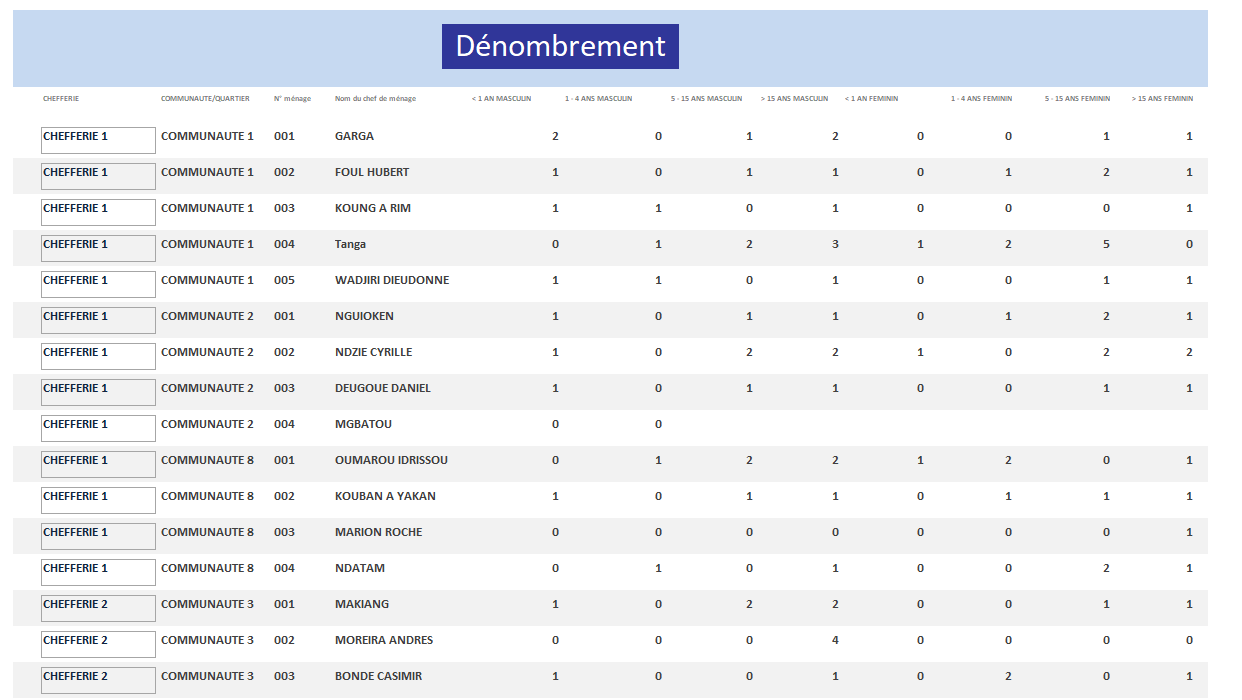 Dénombrement
CHEFFERIE COMMUNAUTE/QUARTIER N° ménage Nom du chef de ménage < 1 AN MASCULIN 1 - 4 ANS MASCULIN 5 - 15 ANS MASCULIN > 15 ANS MASCULIN < 1 AN FEMININ 1 - 4 ANS FEMININ 5 - 15 ANS FEMININ > 15 ANS FEMININ
CHEFFERIE 1 COMMUNAUTE 1 001 GARGA 2 0 1 2 0 0 1 1
CHEFFERIE 1 COMMUNAUTE 1 002 FOUL HUBERT 1 0 1 1 0 1 2 1
CHEFFERIE 1 COMMUNAUTE 1 003 KOUNG A RIM 1 1 0 1 0 0 0 1
CHEFFERIE 1 COMMUNAUTE 1 004 Tanga 0 1 2 3 1 2 5 0
CHEFFERIE 1 COMMUNAUTE 1 005 WADJIRI DIEUDONNE 1 1 0 1 0 0 1 1
CHEFFERIE 1 COMMUNAUTE 2 001 NGUIOKEN 1 0 1 1 0 1 2 1
CHEFFERIE 1 COMMUNAUTE 2 002 NDZIE CYRILLE 1 0 2 2 1 0 2 2
CHEFFERIE 1 COMMUNAUTE 2 003 DEUGOUE DANIEL 1 0 1 1 0 0 1 1
CHEFFERIE 1 COMMUNAUTE 2 004 MGBATOU 0 0
CHEFFERIE 1 COMMUNAUTE 8 001 OUMAROU IDRISSOU 0 1 2 2 1 2 0 1
CHEFFERIE 1 COMMUNAUTE 8 002 KOUBAN A YAKAN 1 0 1 1 0 1 1 1
CHEFFERIE 1 COMMUNAUTE 8 003 MARION ROCHE 0 0 0 0 0 0 0 1
CHEFFERIE 1 COMMUNAUTE 8 004 NDATAM 0 1 0 1 0 0 2 1
CHEFFERIE 2 COMMUNAUTE 3 001 MAKIANG 1 0 2 2 0 0 1 1
CHEFFERIE 2 COMMUNAUTE 3 002 MOREIRA ANDRES 0 0 0 4 0 0 0 0
CHEFFERIE 2 COMMUNAUTE 3 003 BONDE CASIMIR 1 0 0 1 0 2 0 1